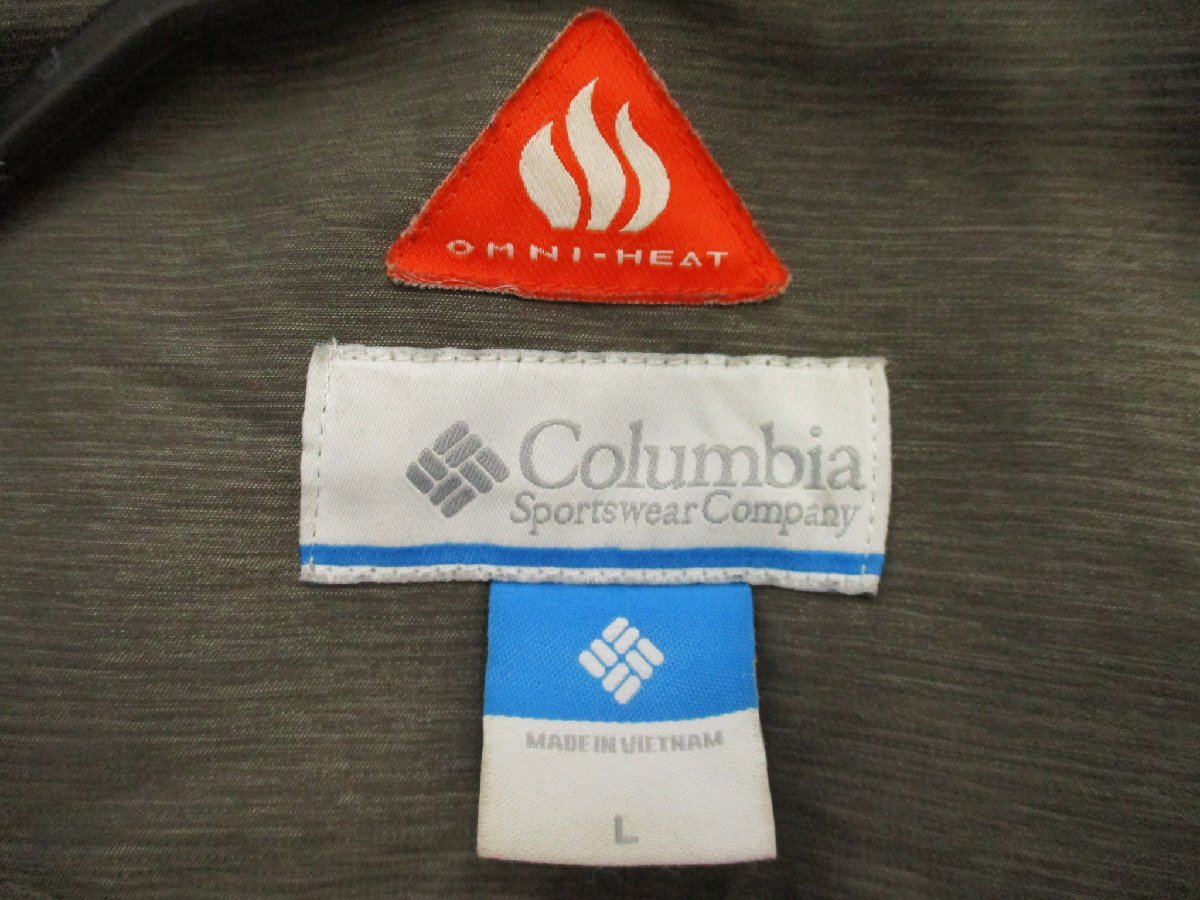 OMNI-HEAT
Columbia
Sportswear Company
MADE IN VIETNAM
L